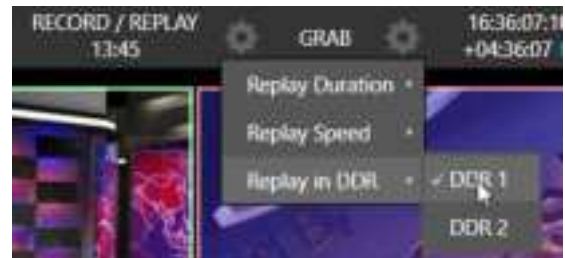 RECORD / REPLAY
13:45
GRAB
16:36:07:1
+04:36:07
Replay Duration
Replay Speed
Replay in DDR
✓ DDR 1
DDR 2